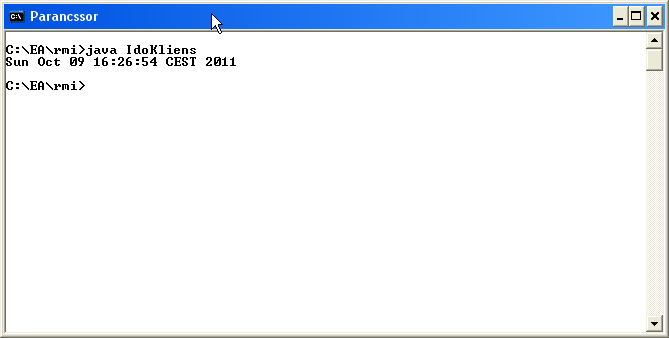 Parancssor
C:\EA\rmi>java IdoKliens
Sun Oct 09 16:26:54 CEST 2011
C:\EA\rmi>